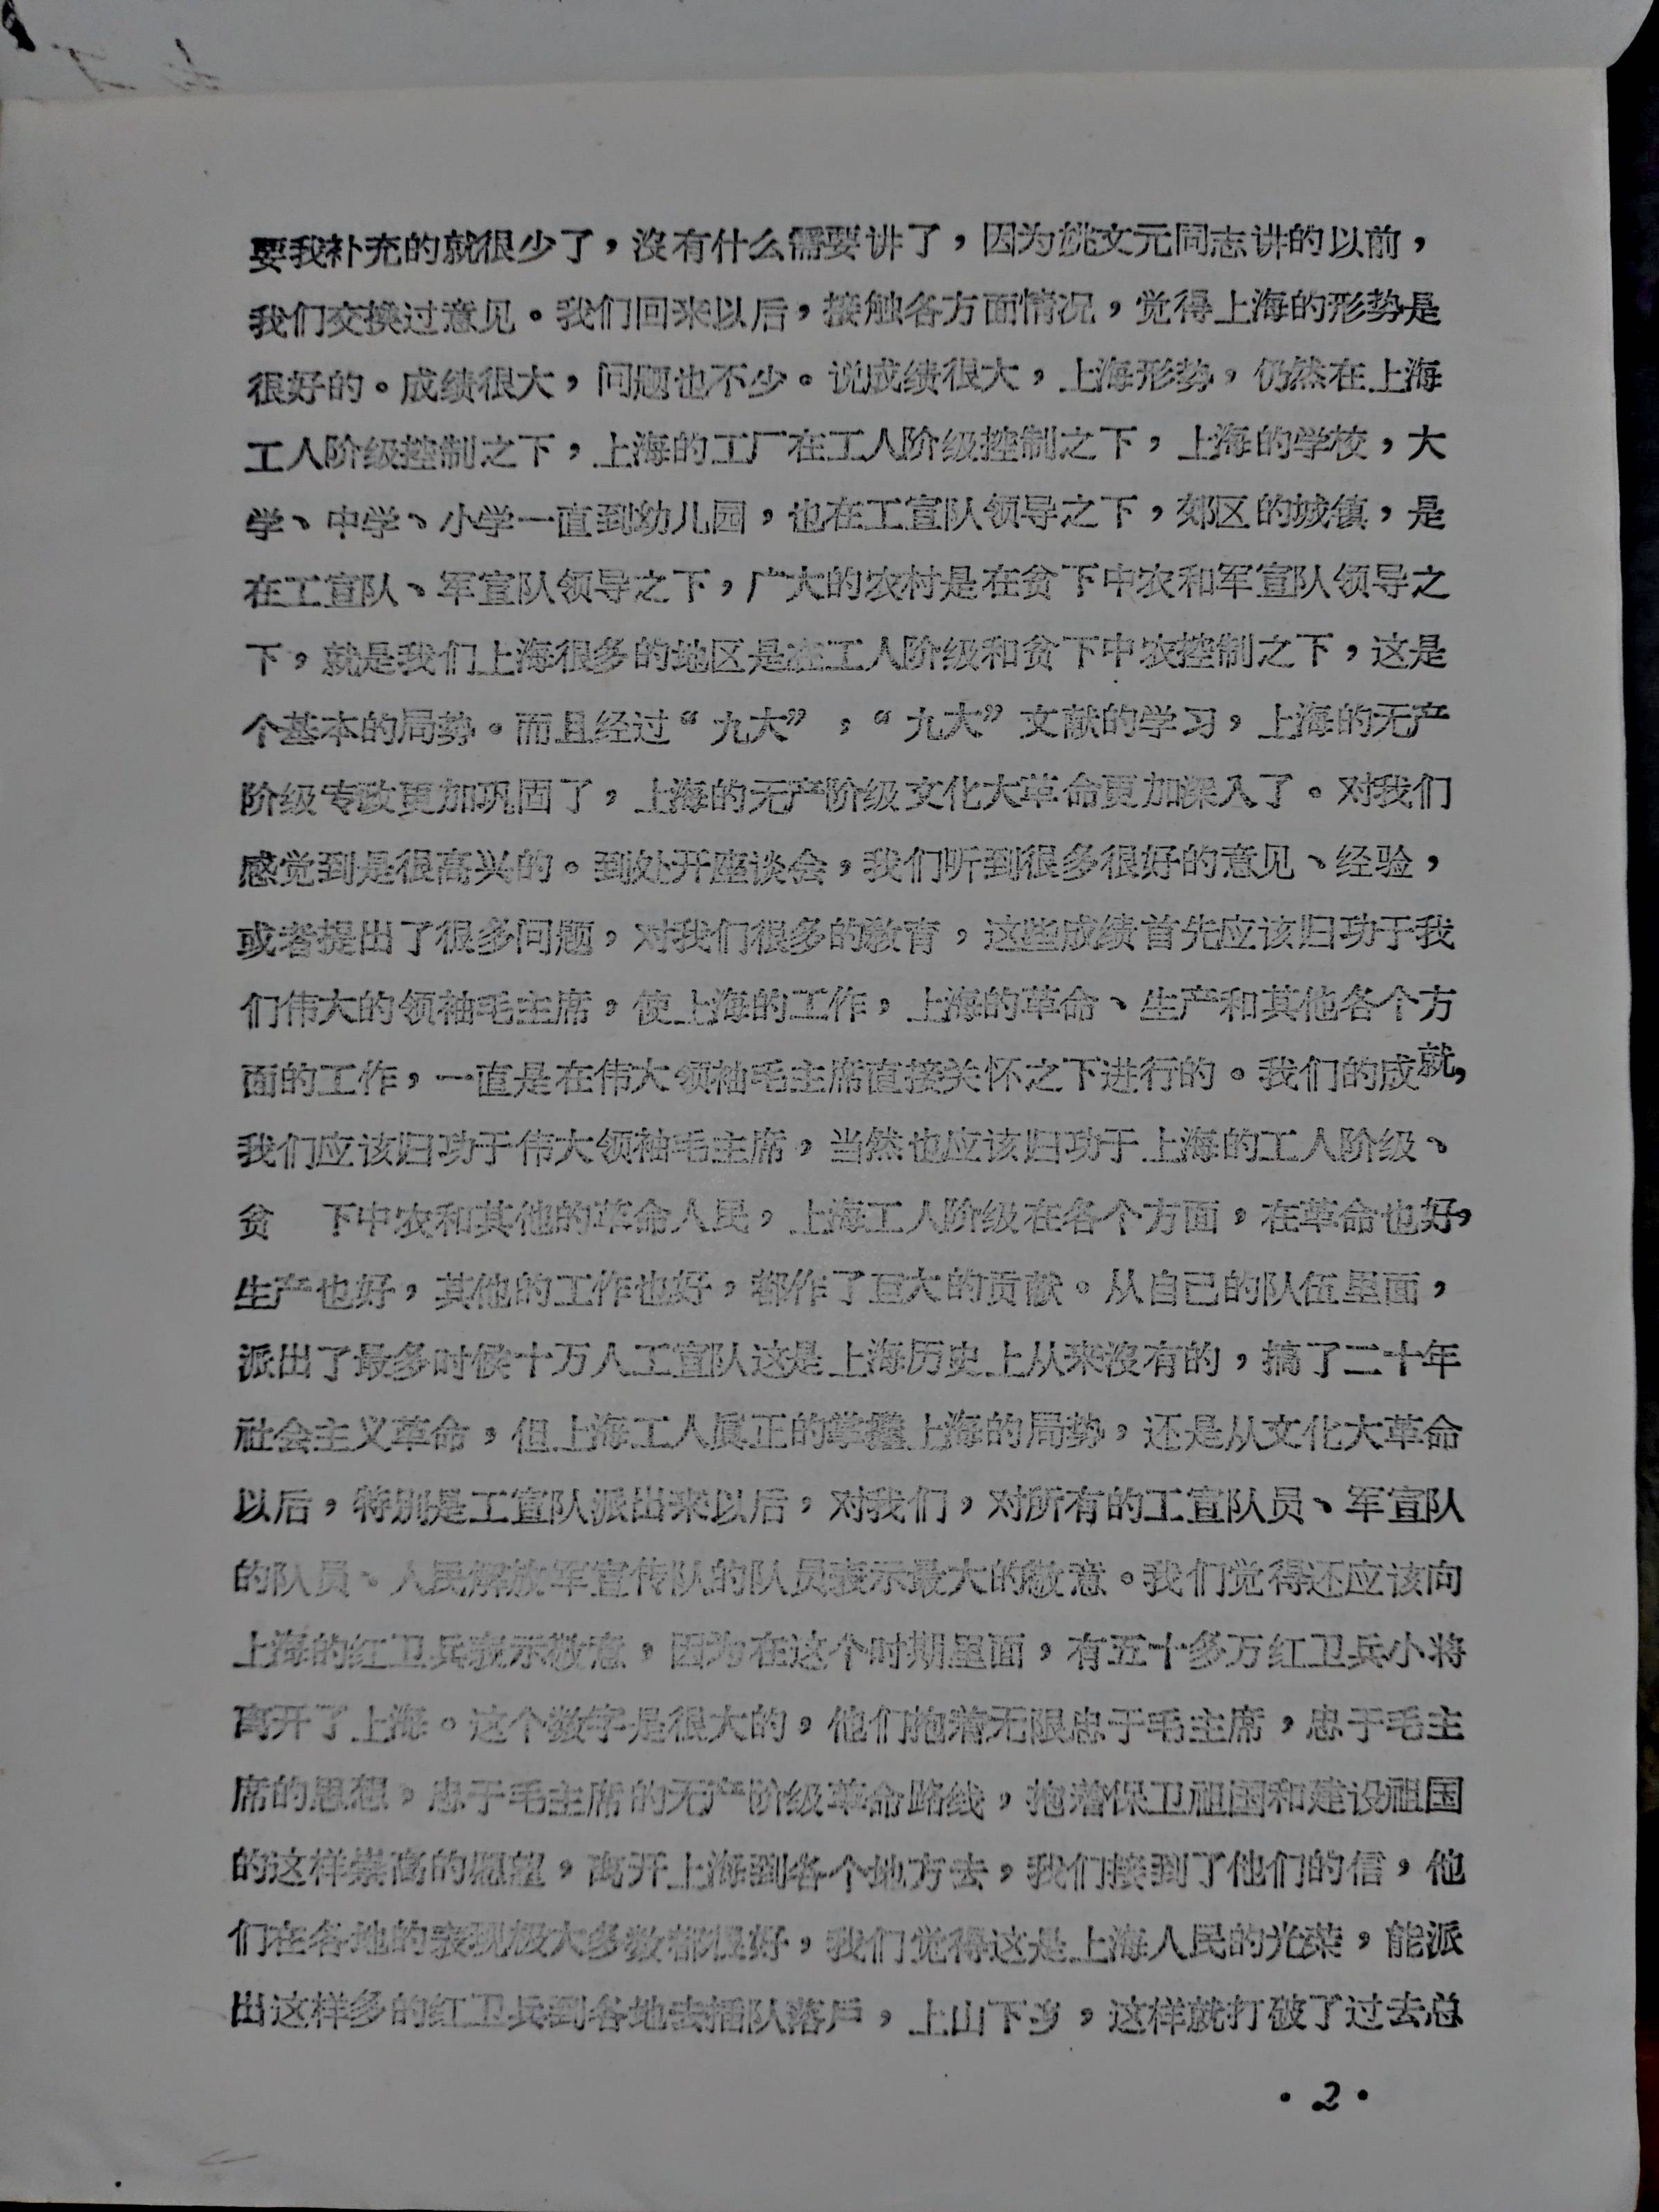 要我补充的就很少了，沒有什么需要讲了，因为姚文元同志讲的以前，
我们交换过意见。我们回来以后，接触各方面情况，觉得上海的形势是
很好的。成绩很大，问题也不少。说成绩很大，上海形势，仍然在上海
工人阶级控制之下，上海的工厂在工人阶级控制之下，上海的学校，大
学、中学、小学一直到幼儿园，也在工宣队领导之下，郊区的城镇，是
在工宣队、军宣队领导之下，广大的农村是在贫下中农和军宣队领导之
下，就是我们上海很多的地区是在工人阶级和贫下中农控制之下，这是
个基本的局势。而且经过“九大”，“九大”文献的学习，上海的无产
阶级专政更加巩固了，上海的无产阶级文化大革命更加深入了。对我们
感觉到是很高兴的。到处开座谈会，我们听到很多很好的意见、经验，
或者提出了很多问题，对我们很多的敎育，这些成绩首先应该归功于我
们伟大的领袖毛主席，使上海的工作，上海的革命、生产和其他各个方
面的工作，一直是在伟大领袖毛主席直接关怀之下进行的。我们的成就，
我们应该归功于伟大领袖毛主席，当然也应该归功于上海的工人阶级、
贫　下中农和其他的革命人民，上海工人阶级在各个方面，在革命也好，
生产也好，其他的工作也好，都作了巨大的贡献。从自己的队伍里面，
派出了最多时候十万人工宣队这是上海历史上从来沒有的，搞了二十年
社会主义革命，但上海工人真正的掌握上海的局势，还是从文化大革命
以后，特别是工宣队派出来以后，对我们，对所有的工宣队员、军宣队
的队员、人民解放军宣传队的队员表示最大的敬意。我们觉得还应该向
上海的红卫兵表示敬意，因为在这个时期里面，有五十多万红卫兵小将
离开了上海。这个数字是很大的，他们抱着无限忠于毛主席，忠于毛主
席的思想，忠于毛主席的无产阶级革命路线，抱着保卫祖国和建设祖国
的这样崇高的愿望，离开上海到各个地方去，我们接到了他们的信，他
们在各地的表现极大多数都很好，我们觉得这是上海人民的光荣，能派
出这样多的红卫兵到各地去插队落戶，上山下乡，这样就打破了过去总
·2·